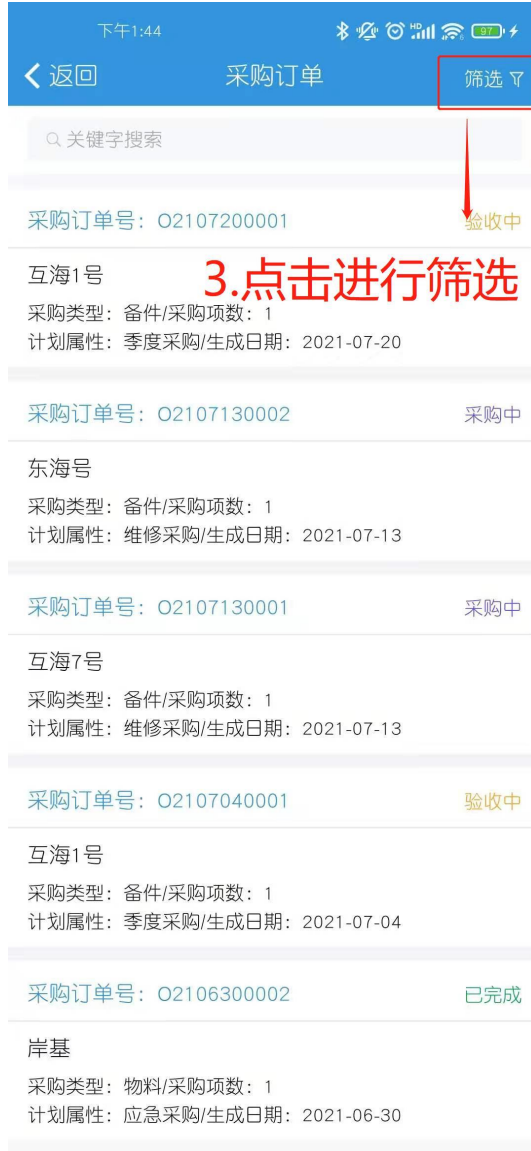 下午1:44
HD
97
返回
采购订单
筛选
关键字搜索
采购订单号：O2107200001
验收中
互海1号
3.点击进行筛选
采购类型：备件/采购项数：1
计划属性：季度采购/生成日期：2021-07-20
采购订单号：O2107130002
采购中
东海号
采购类型：备件/采购项数：1
计划属性：维修采购/生成日期：2021-07-13
采购订单号：O2107130001
采购中
互海7号
采购类型：备件/采购项数：1
计划属性：维修采购/生成日期：2021-07-13
采购订单号：O2107040001
验收中
互海1号
采购类型：备件/采购项数：1
计划属性：季度采购/生成日期：2021-07-04
采购订单号：O2106300002
已完成
岸基
采购类型：物料/采购项数：1
计划属性：应急采购/生成日期：2021-06-30